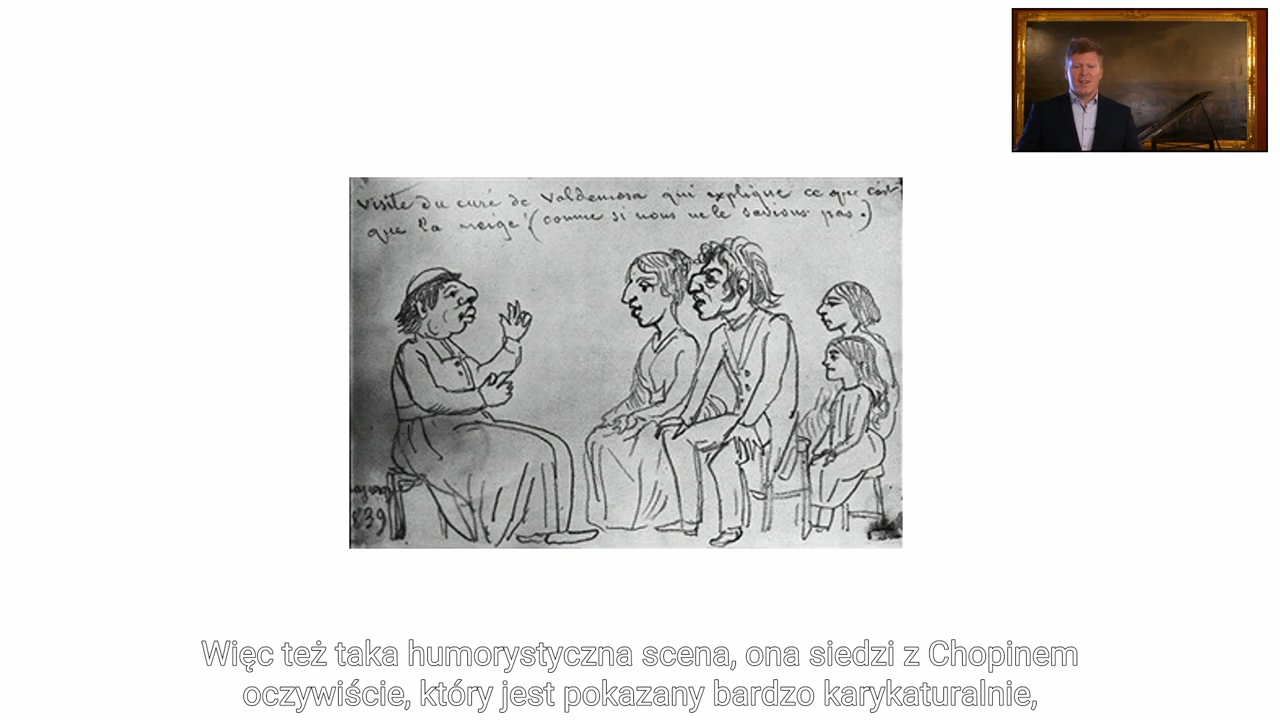 Visite du curé de Valdemosa qui explique ce que c'est
que la neige (comme si nous ne le savions pas.)
839
Więc też taka humorystyczna scena, ona siedzi z Chopinem
oczywiście, który jest pokazany bardzo karykaturalnie,